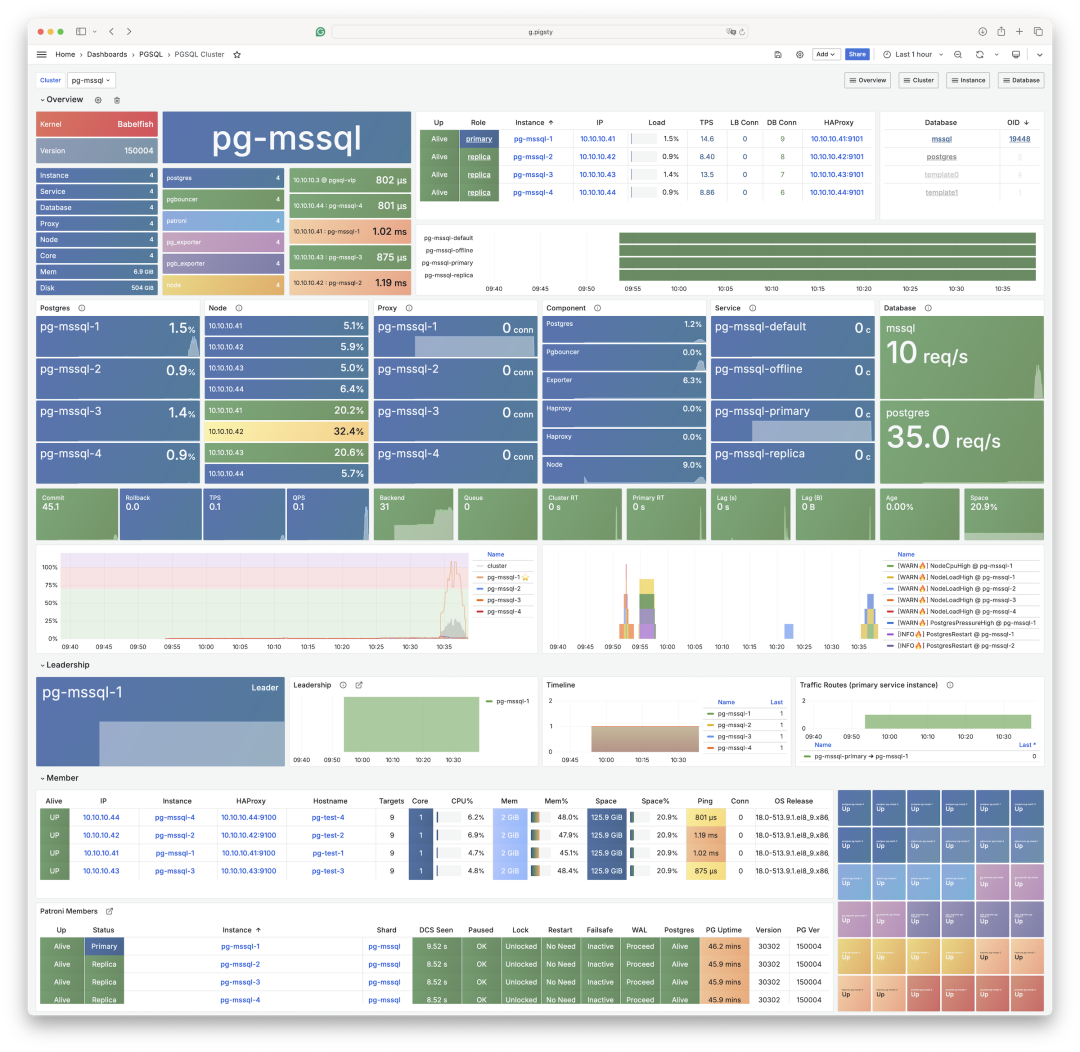 g.pigsty
Home › Dashboards › PGSQL › PGSQL Cluster
Add
Share
Last 1 hour
Cluster
pg-mssql
Overview
Cluster
Instance
Database
Overview
Kernel Babelfish
Version 150004
pg-mssql
Instance 4
Service 4
Database 4
Proxy 4
Node 4
Core 4
Mem 6.9 GiB
Disk 504 GiB
postgres 4
pgbouncer 4
patroni 4
pg_exporter 4
pgb_exporter 4
node 4
10.10.10.3 @ pgsql-vip 802 µs
10.10.10.44 : pg-mssql-4 801 µs
10.10.10.41 : pg-mssql-1 1.02 ms
10.10.10.43 : pg-mssql-3 875 µs
10.10.10.42 : pg-mssql-2 1.19 ms
Up Role Instance ↑ IP Load TPS LB Conn DB Conn HAProxy
Alive primary pg-mssql-1 10.10.10.41 1.5% 14.6 0 9 10.10.10.41:9101
Alive replica pg-mssql-2 10.10.10.42 0.9% 8.40 0 8 10.10.10.42:9101
Alive replica pg-mssql-3 10.10.10.43 1.4% 13.5 0 7 10.10.10.43:9101
Alive replica pg-mssql-4 10.10.10.44 0.9% 8.86 0 6 10.10.10.44:9101
Database OID ↓
mssql 19448
postgres
template0
template1
pg-mssql-default
pg-mssql-offline
pg-mssql-primary
pg-mssql-replica
09:40 09:45 09:50 09:55 10:00 10:05 10:10 10:15 10:20 10:25 10:30 10:35
Postgres
pg-mssql-1 1.5%
pg-mssql-2 0.9%
pg-mssql-3 1.4%
pg-mssql-4 0.9%
Node
10.10.10.41 5.1%
10.10.10.42 5.9%
10.10.10.43 5.0%
10.10.10.44 6.4%
10.10.10.41 20.2%
10.10.10.42 32.4%
10.10.10.43 20.6%
10.10.10.44 5.7%
Proxy
pg-mssql-1 0 conn
pg-mssql-2 0 conn
pg-mssql-3 0 conn
pg-mssql-4 0 conn
Component
Postgres 1.2%
Pgbouncer 0.0%
Exporter 6.3%
Haproxy 0.0%
Haproxy 0.0%
Node 9.0%
Service
pg-mssql-default 0 c
pg-mssql-offline 0 c
pg-mssql-primary 0 c
pg-mssql-replica 0 c
Database
mssql
10 req/s
postgres
35.0 req/s
Commit Rollback TPS QPS Backend Queue Cluster RT Primary RT Lag (s) Lag (B) Age Space
45.1 0.0 0.1 0.1 31 0 0 s 0 s 0 s 0 B 0.00% 20.9%
100%
75%
50%
25%
0%
09:40 09:45 09:50 09:55 10:00 10:05 10:10 10:15 10:20 10:25 10:30 10:35
Name
cluster
pg-mssql-1 ⭐
pg-mssql-2
pg-mssql-3
pg-mssql-4
09:40 09:45 09:50 09:55 10:00 10:05 10:10 10:15 10:20 10:25 10:30 10:35
Name
[WARN🔥] NodeCpuHigh @ pg-mssql-1
[WARN🔥] NodeLoadHigh @ pg-mssql-1
[WARN🔥] NodeLoadHigh @ pg-mssql-2
[WARN🔥] NodeLoadHigh @ pg-mssql-3
[WARN🔥] NodeLoadHigh @ pg-mssql-4
[WARN🔥] PostgresPressureHigh @ pg-mssql-1
[INFO🔥] PostgresRestart @ pg-mssql-1
[INFO🔥] PostgresRestart @ pg-mssql-2
Leadership
pg-mssql-1 Leader
Leadership
pg-mssql-1
09:40 09:50 10:00 10:10 10:20 10:30
Timeline
2
1
0
09:45 10:00 10:15 10:30
Name Last
pg-mssql-1 1
pg-mssql-2 1
pg-mssql-3 1
pg-mssql-4 1
Traffic Routes (primary service instance)
2
0
09:40 09:50 10:00 10:10 10:20 10:30
Name Last *
pg-mssql-primary → pg-mssql-1 0
Member
Alive IP Instance HAProxy Hostname Targets Core CPU% Mem Mem% Space Space% Ping Conn OS Release
UP 10.10.10.44 pg-mssql-4 10.10.10.44:9100 pg-test-4 9 1 6.2% 2 GiB 48.0% 125.9 GiB 20.9% 801 µs 0 18.0-513.9.1.el8_9.x86_
UP 10.10.10.42 pg-mssql-2 10.10.10.42:9100 pg-test-2 9 1 6.9% 2 GiB 47.9% 125.9 GiB 20.9% 1.19 ms 0 18.0-513.9.1.el8_9.x86_
UP 10.10.10.41 pg-mssql-1 10.10.10.41:9100 pg-test-1 9 1 4.7% 2 GiB 45.1% 125.9 GiB 20.9% 1.02 ms 0 18.0-513.9.1.el8_9.x86_
UP 10.10.10.43 pg-mssql-3 10.10.10.43:9100 pg-test-3 9 1 4.8% 2 GiB 48.4% 125.9 GiB 20.9% 875 µs 0 18.0-513.9.1.el8_9.x86_
Patroni Members
Up Status Instance ↑ Shard DCS Seen Paused Lock Restart Failsafe WAL Postgres PG Uptime Version PG Ver
Alive Primary pg-mssql-1 pg-mssql 9.52 s OK Unlocked No Need Inactive Proceed Alive 46.2 mins 30302 150004
Alive Replica pg-mssql-2 pg-mssql 8.52 s OK Unlocked No Need Inactive Proceed Alive 45.9 mins 30302 150004
Alive Replica pg-mssql-3 pg-mssql 8.52 s OK Unlocked No Need Inactive Proceed Alive 45.9 mins 30302 150004
Alive Replica pg-mssql-4 pg-mssql 8.52 s OK Unlocked No Need Inactive Proceed Alive 45.9 mins 30302 150004
Up Up Up Up Up Up
Up Up Up Up Up Up
Up Up Up Up Up Up
Up Up Up Up Up Up
Up Up Up Up Up Up
Up Up Up Up Up Up